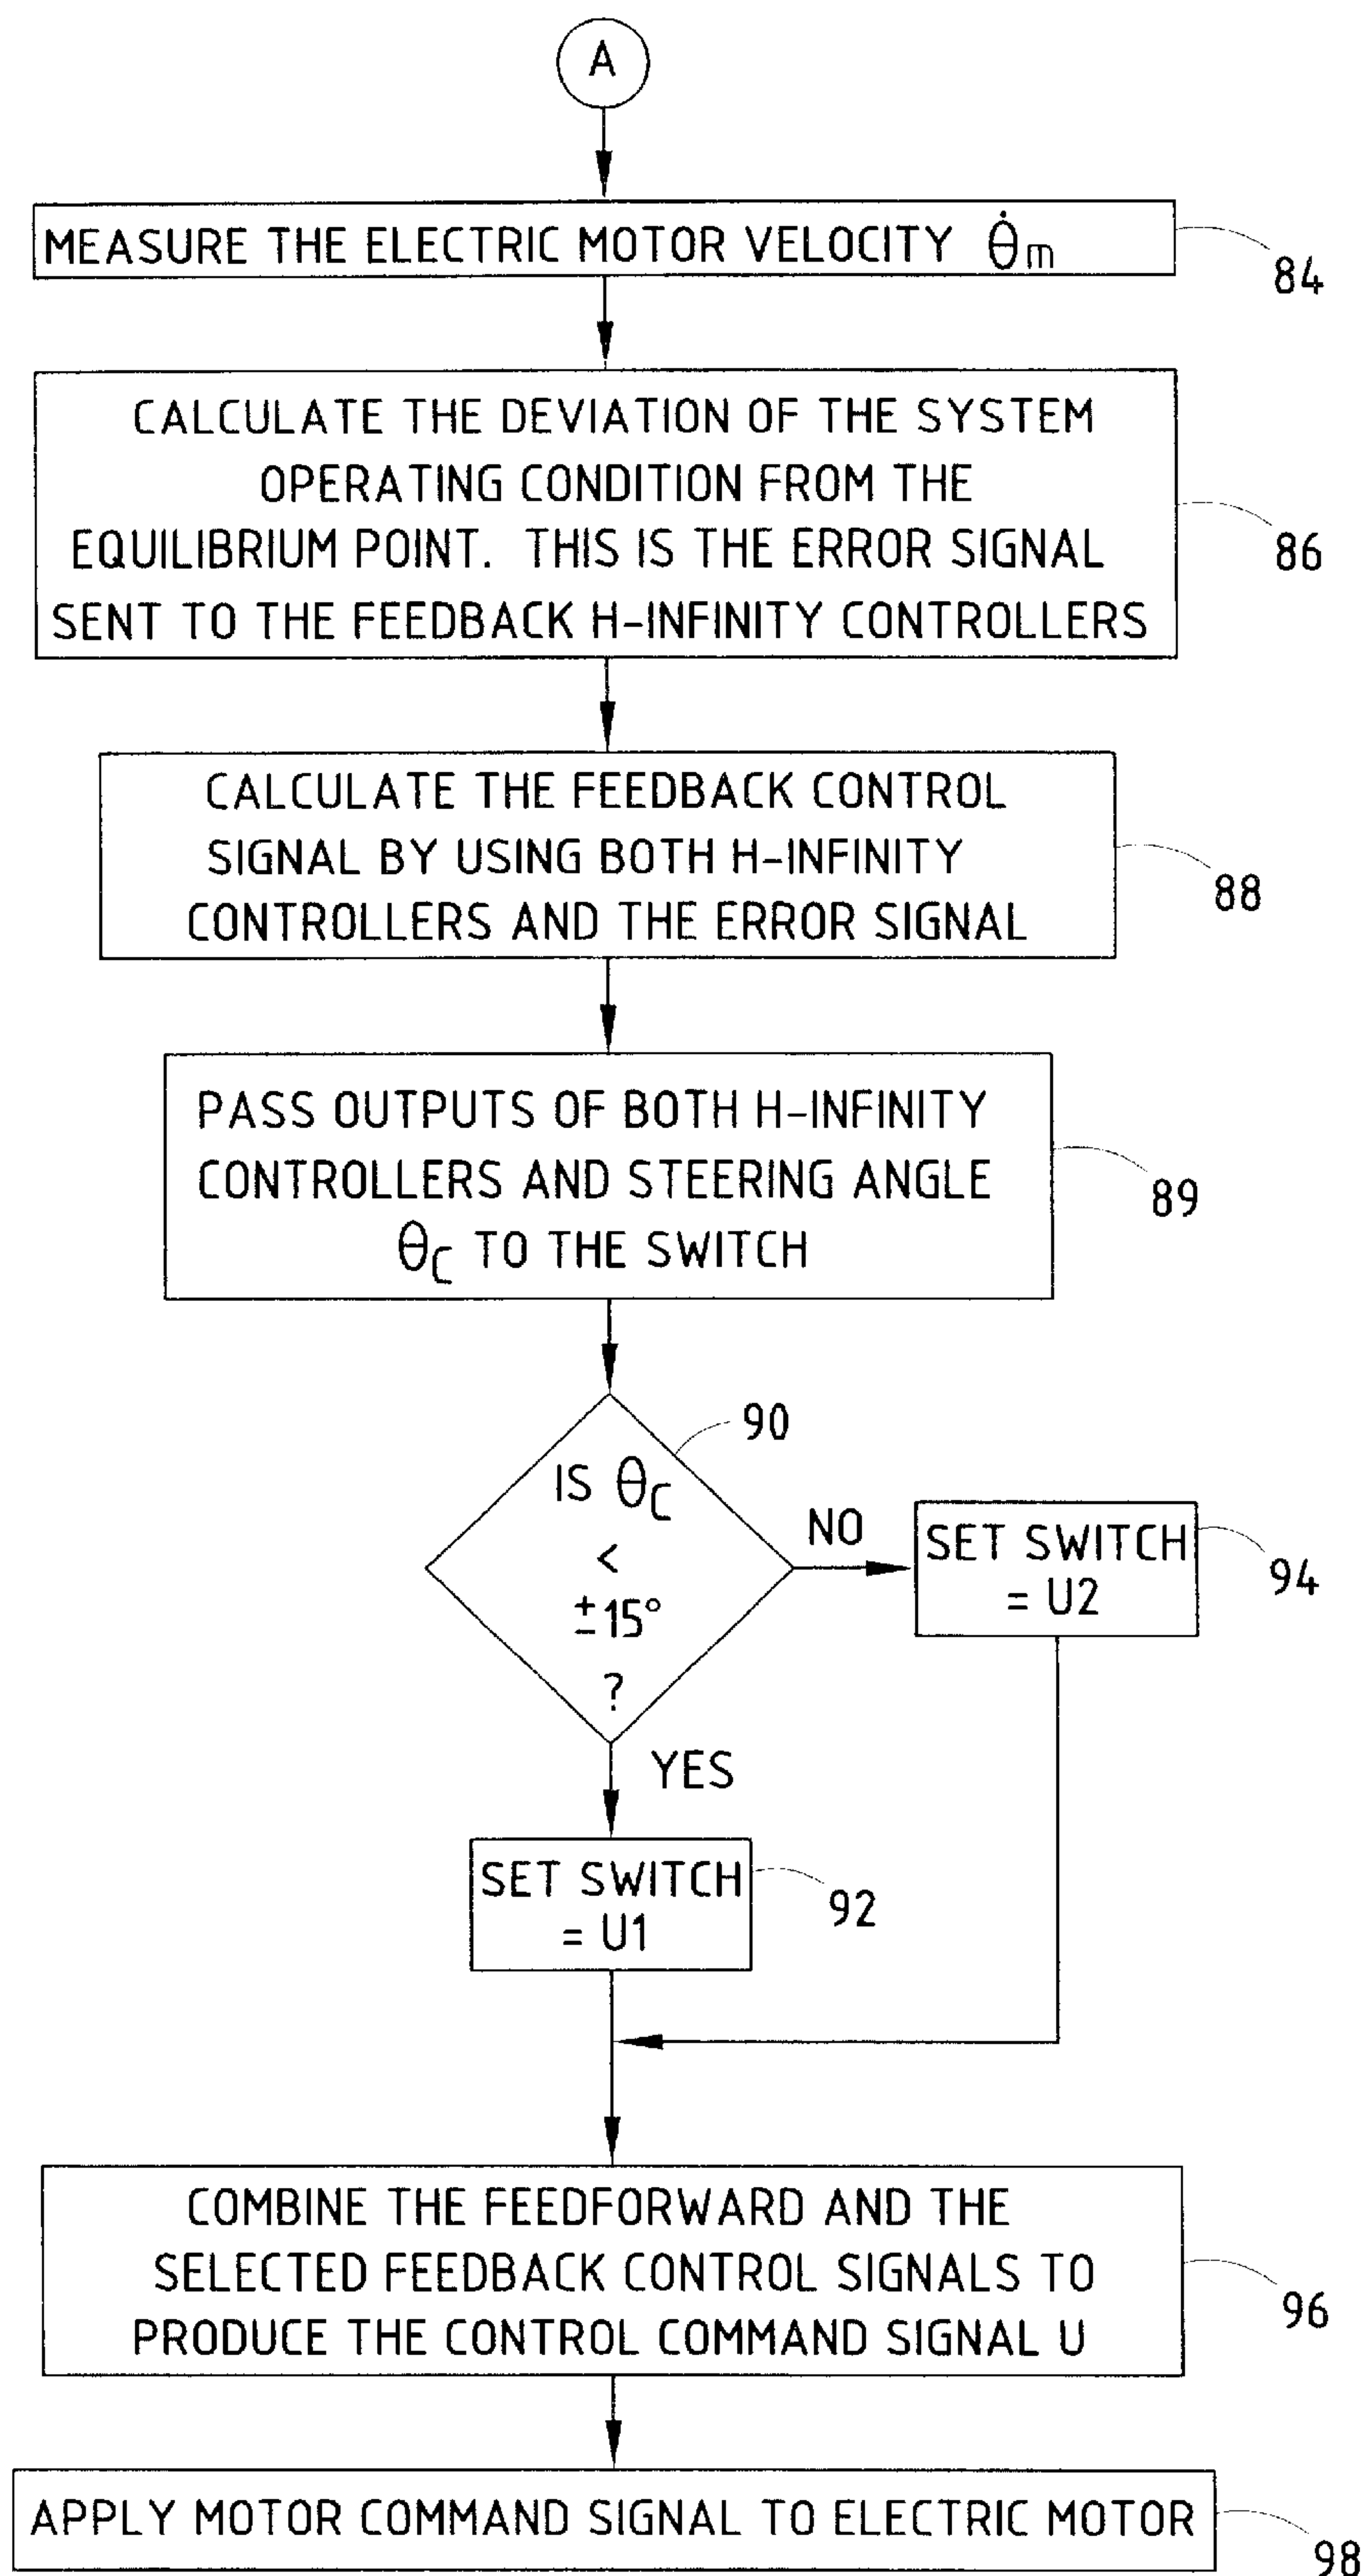 A
MEASURE THE ELECTRIC MOTOR VELOCITY θ̇m
84
CALCULATE THE DEVIATION OF THE SYSTEM
OPERATING CONDITION FROM THE
EQUILIBRIUM POINT. THIS IS THE ERROR SIGNAL
SENT TO THE FEEDBACK H-INFINITY CONTROLLERS
86
CALCULATE THE FEEDBACK CONTROL
SIGNAL BY USING BOTH H-INFINITY
CONTROLLERS AND THE ERROR SIGNAL
88
PASS OUTPUTS OF BOTH H-INFINITY
CONTROLLERS AND STEERING ANGLE
θC TO THE SWITCH
89
90
IS θC
<
±15°
?
NO
SET SWITCH
= U2
94
YES
SET SWITCH
= U1
92
COMBINE THE FEEDFORWARD AND THE
SELECTED FEEDBACK CONTROL SIGNALS TO
PRODUCE THE CONTROL COMMAND SIGNAL U
96
APPLY MOTOR COMMAND SIGNAL TO ELECTRIC MOTOR
98